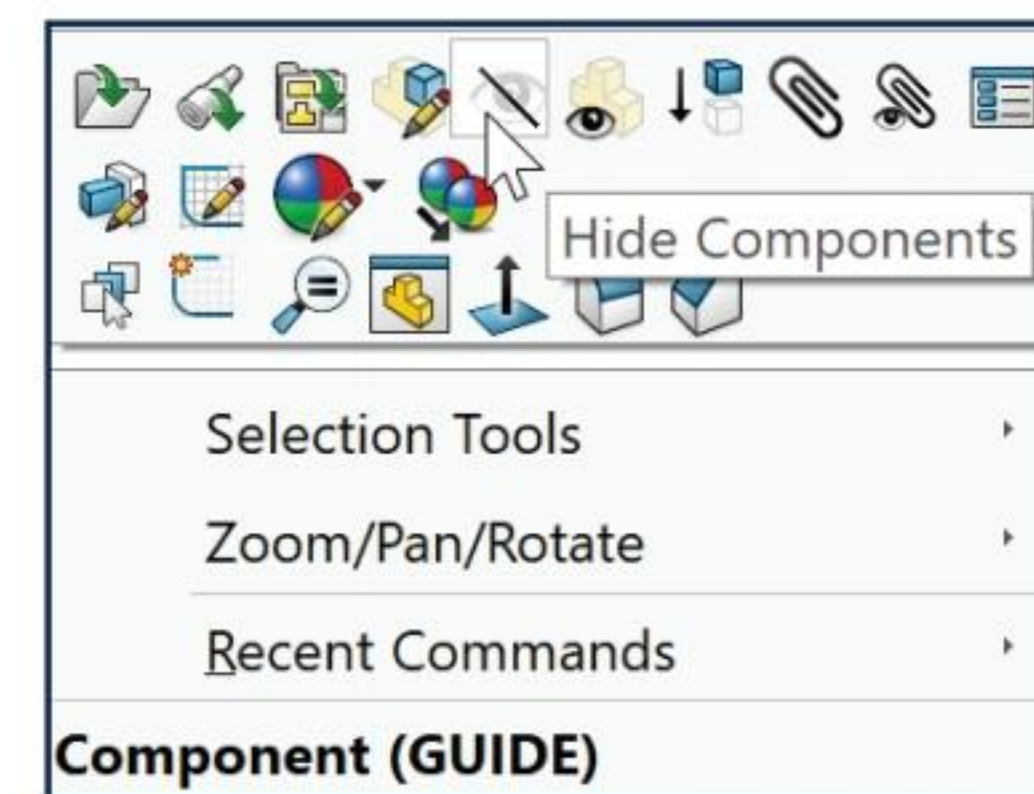 Hide Components
Selection Tools
Zoom/Pan/Rotate
Recent Commands
Component (GUIDE)